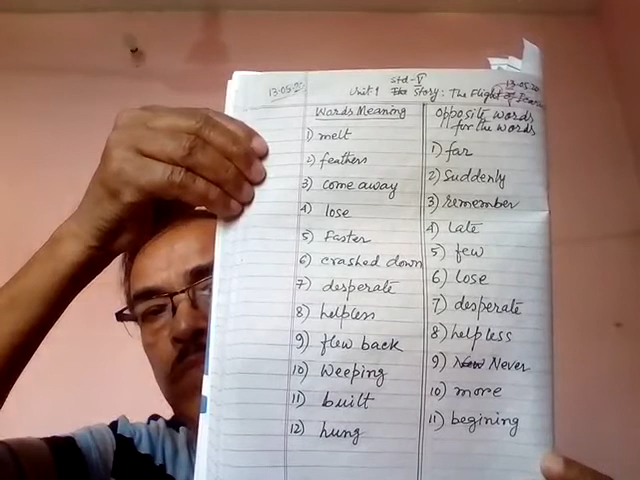 std-V
13-05-20
13-05-20
Unit 1 Story: The Flight of Icarus
Words Meaning
1) melt
2) feathers
3) come away
4) lose
5) Faster
6) crashed down
7) desperate
8) helpless
9) flew back
10) Weeping
11) built
12) hung
Opposite words
for the words
1) far
2) Suddenly
3) remember
4) Late
5) few
6) Lose
7) desperate
8) helpless
9) Never
10) more
11) begining